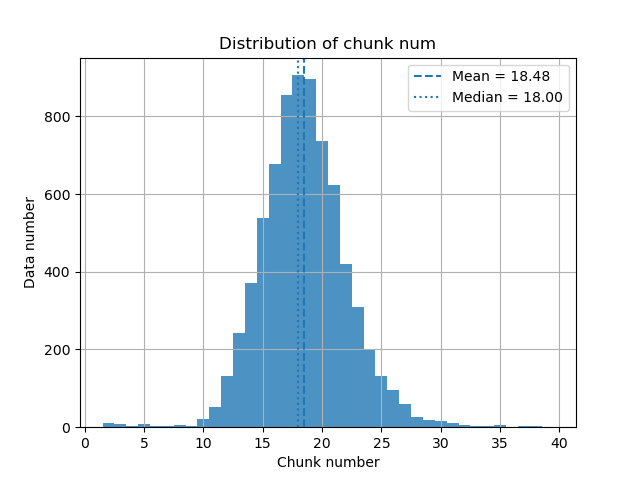 Distribution of chunk num
Mean = 18.48
Median = 18.00
Data number
800
600
400
200
0
0 5 10 15 20 25 30 35 40
Chunk number